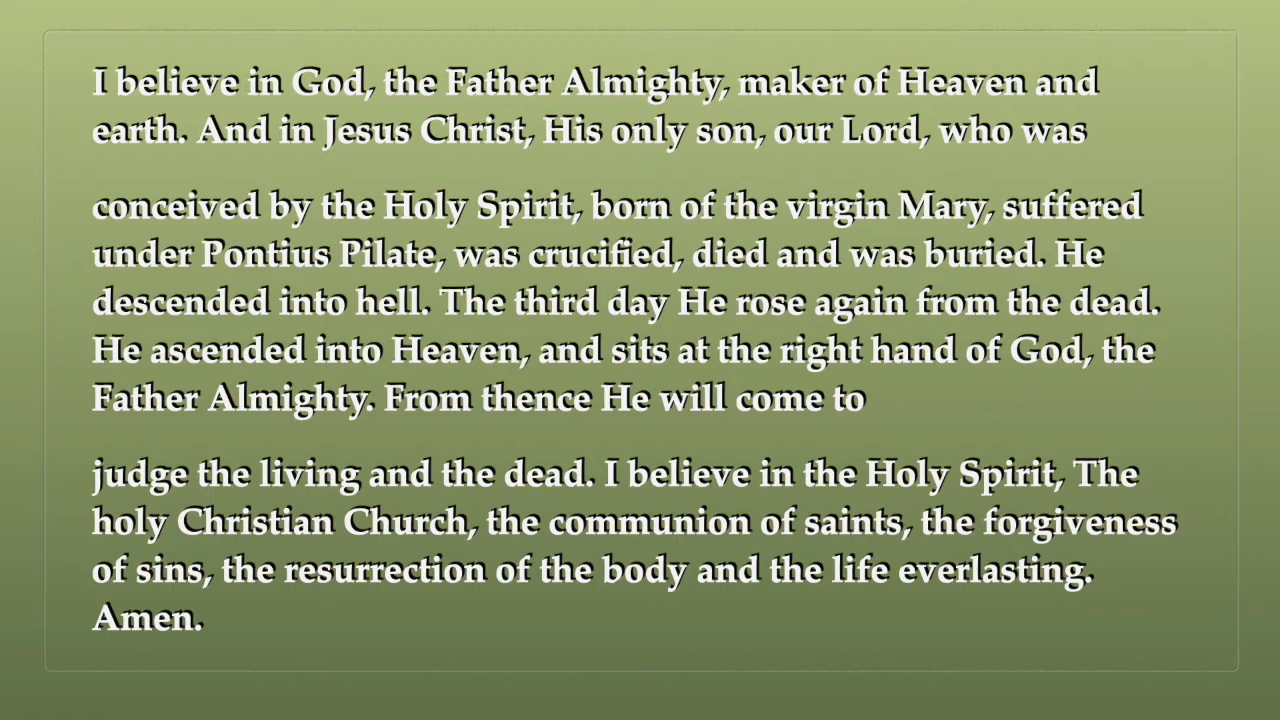 I believe in God, the Father Almighty, maker of Heaven and
earth. And in Jesus Christ, His only son, our Lord, who was
conceived by the Holy Spirit, born of the virgin Mary, suffered
under Pontius Pilate, was crucified, died and was buried. He
descended into hell. The third day He rose again from the dead.
He ascended into Heaven, and sits at the right hand of God, the
Father Almighty. From thence He will come to
judge the living and the dead. I believe in the Holy Spirit, The
holy Christian Church, the communion of saints, the forgiveness
of sins, the resurrection of the body and the life everlasting.
Amen.